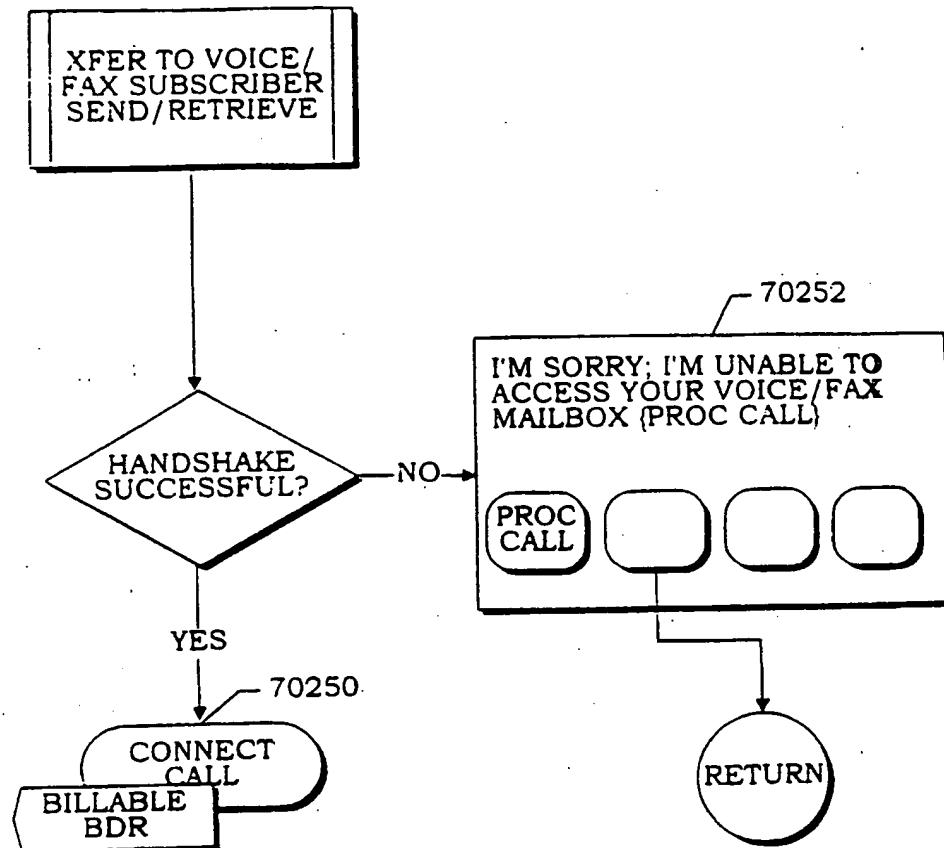 XFER TO VOICE/
FAX SUBSCRIBER
SEND/RETRIEVE
70252
I'M SORRY; I'M UNABLE TO
ACCESS YOUR VOICE/FAX
MAILBOX {PROC CALL}
HANDSHAKE
SUCCESSFUL?
NO
PROC
CALL
YES
70250
CONNECT
CALL
BILLABLE
BDR
RETURN